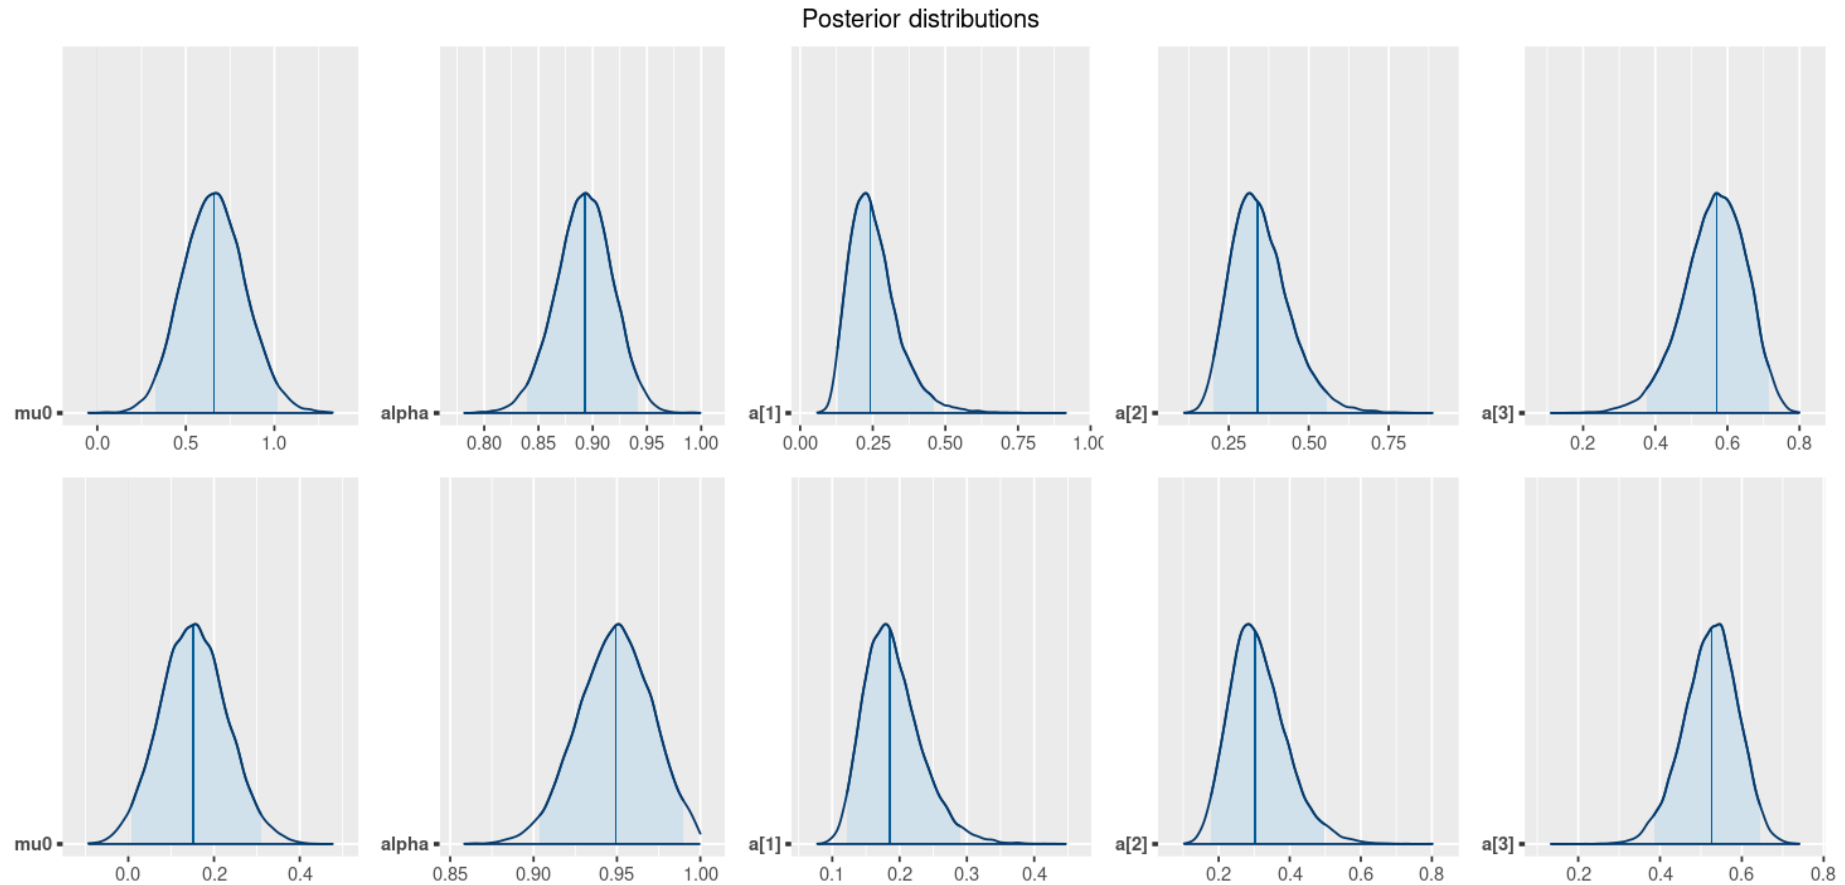 Posterior distributions
mu0 alpha a[1] a[2] a[3]
0.0 0.5 1.0 0.80 0.85 0.90 0.95 1.00 0.00 0.25 0.50 0.75 1.00 0.25 0.50 0.75 0.2 0.4 0.6 0.8
mu0 alpha a[1] a[2] a[3]
0.0 0.2 0.4 0.85 0.90 0.95 1.00 0.1 0.2 0.3 0.4 0.2 0.4 0.6 0.8 0.2 0.4 0.6 0.8